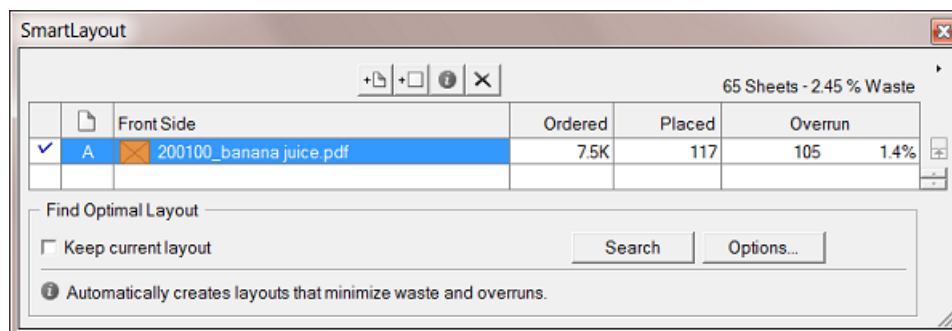 SmartLayout
65 Sheets - 2.45 % Waste
Front Side Ordered Placed Overrun
A 200100_banana juice.pdf 7.5K 117 105 1.4%
Find Optimal Layout
Keep current layout Search Options...
Automatically creates layouts that minimize waste and overruns.